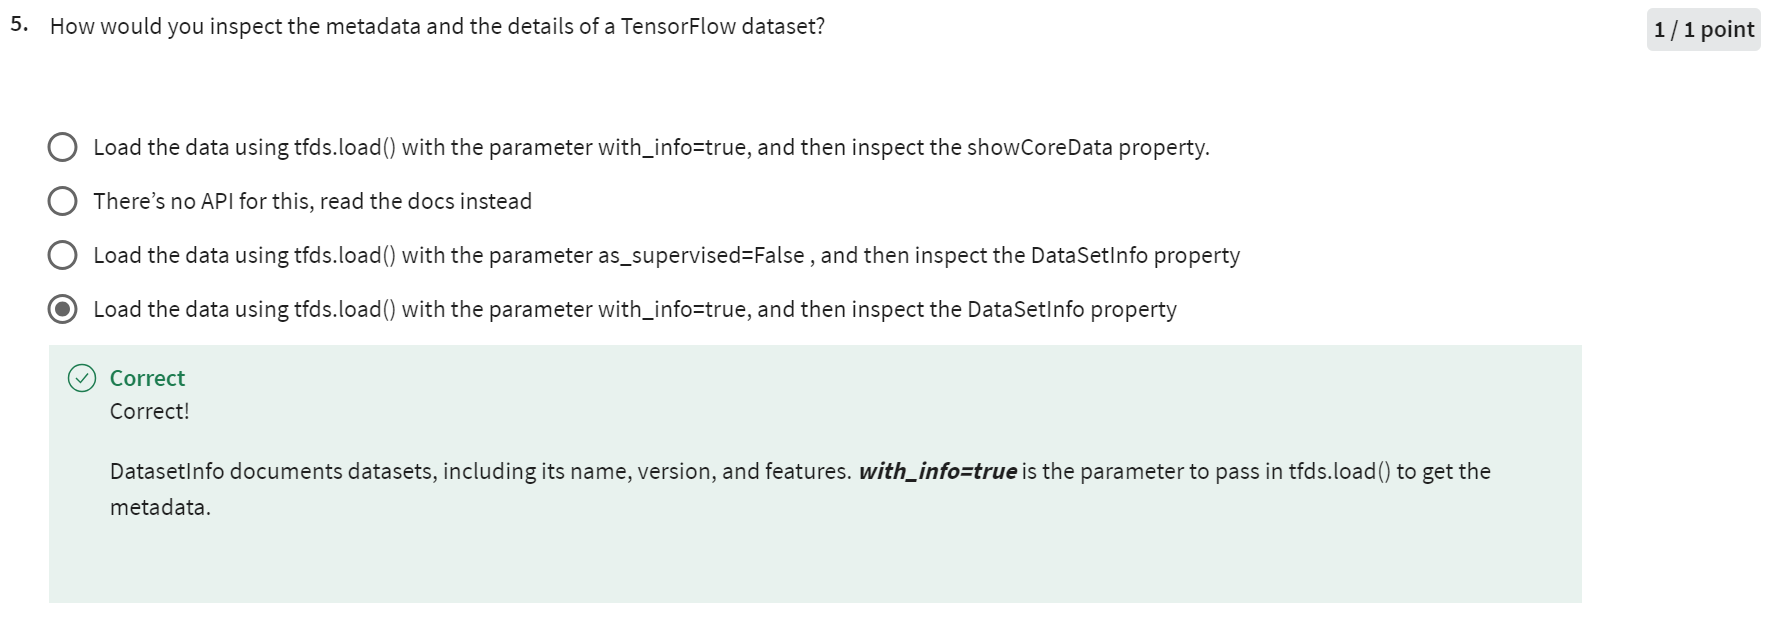 5. How would you inspect the metadata and the details of a TensorFlow dataset?
1 / 1 point
Load the data using tfds.load() with the parameter with_info=true, and then inspect the showCoreData property.
There’s no API for this, read the docs instead
Load the data using tfds.load() with the parameter as_supervised=False , and then inspect the DataSetInfo property
Load the data using tfds.load() with the parameter with_info=true, and then inspect the DataSetInfo property
Correct
Correct!
DatasetInfo documents datasets, including its name, version, and features. with_info=true is the parameter to pass in tfds.load() to get the
metadata.